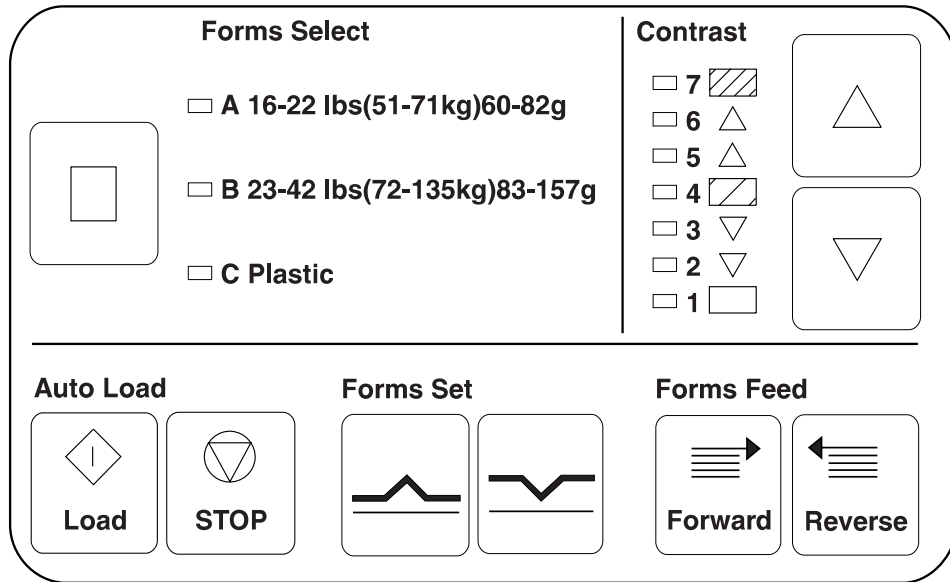 Forms Select
A 16-22 lbs(51-71kg)60-82g
B 23-42 lbs(72-135kg)83-157g
C Plastic
Contrast
7
6
5
4
3
2
1
Auto Load
Load
STOP
Forms Set
Forms Feed
Forward
Reverse